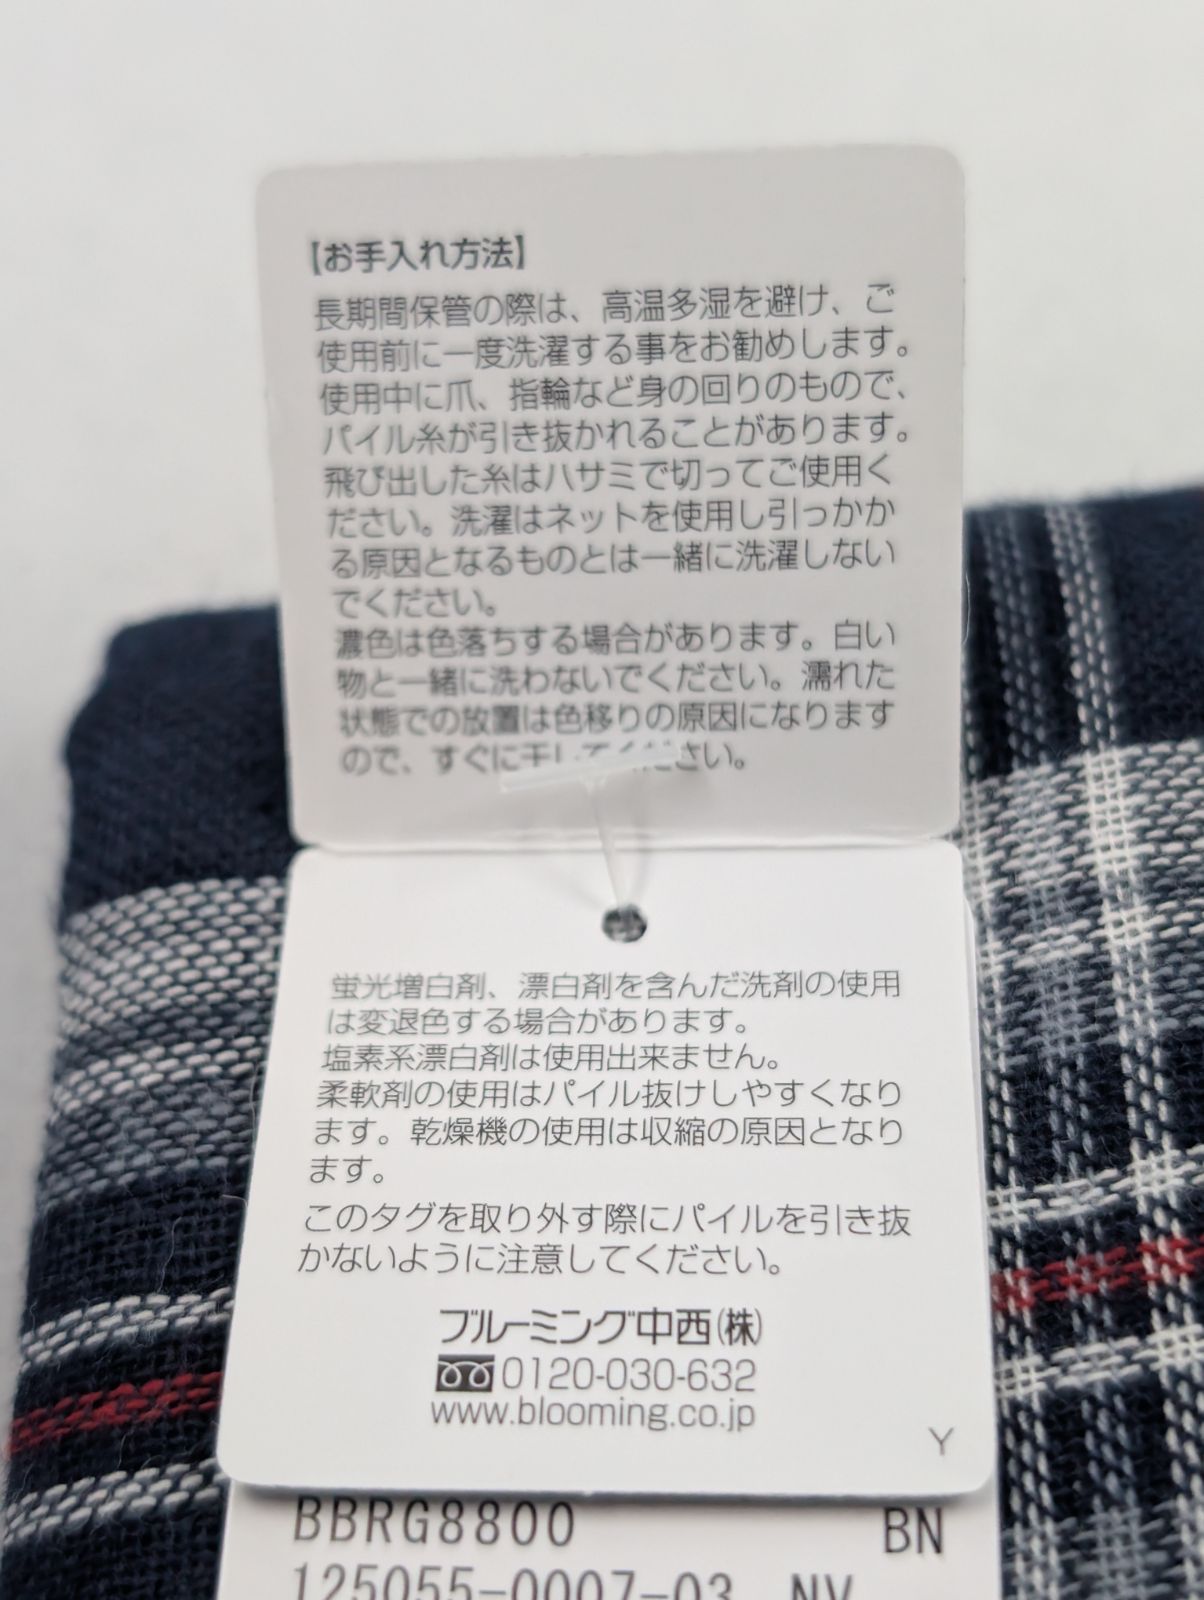 【お手入れ方法】
長期間保管の際は、高温多湿を避け、ご
使用前に一度洗濯する事をお勧めします。
使用中に爪、指輪など身の回りのもので、
パイル糸が引き抜かれることがあります。
飛び出した糸はハサミで切ってご使用く
ださい。洗濯はネットを使用し引っかか
る原因となるものとは一緒に洗濯しない
でください。
濃色は色落ちする場合があります。白い
物と一緒に洗わないでください。濡れた
状態での放置は色移りの原因になります
ので、すぐに干してください。
蛍光増白剤、漂白剤を含んだ洗剤の使用
は変退色する場合があります。
塩素系漂白剤は使用出来ません。
柔軟剤の使用はパイル抜けしやすくなり
ます。乾燥機の使用は収縮の原因となり
ます。
このタグを取り外す際にパイルを引き抜
かないように注意してください。
ブルーミング中西(株)
0120-030-632
www.blooming.co.jp
Y
BBRG8800 BN
125055-0007-03 NV